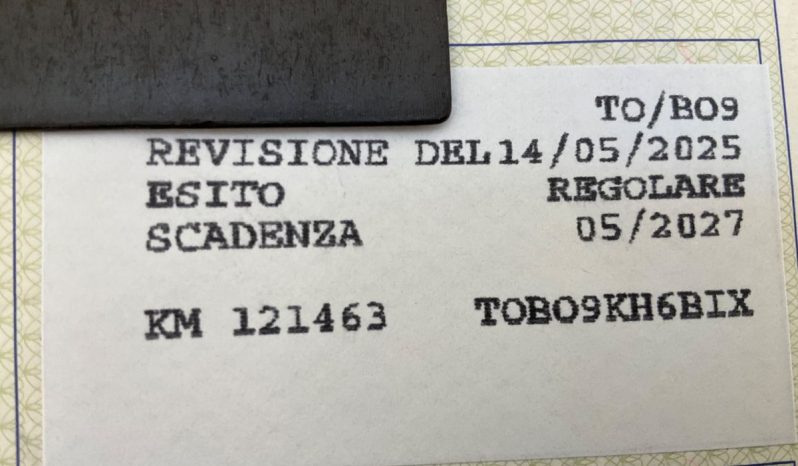 TO/BO9
REVISIONE DEL14/05/2025
ESITO REGOLARE
SCADENZA 05/2027
KM 121463 TOBO9KH6BIX